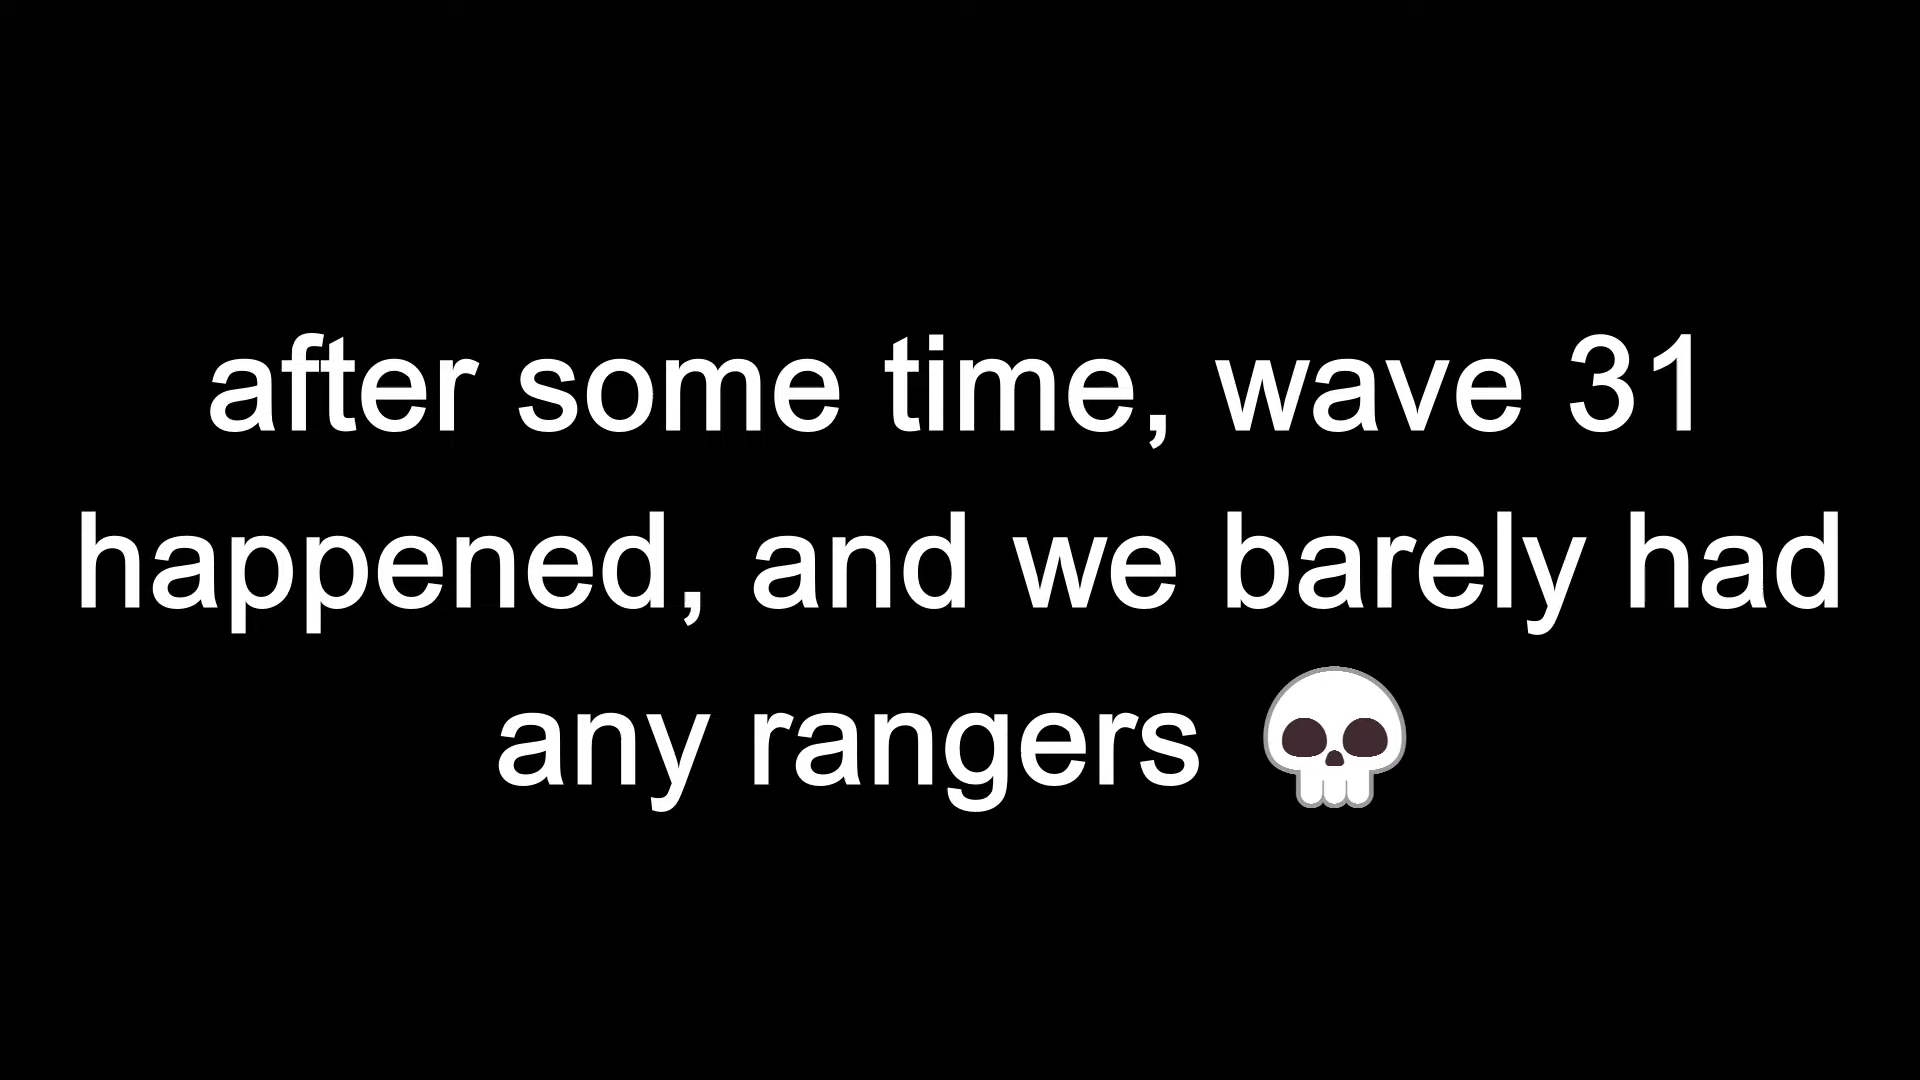 after some time, wave 31
happened, and we barely had
any rangers 💀